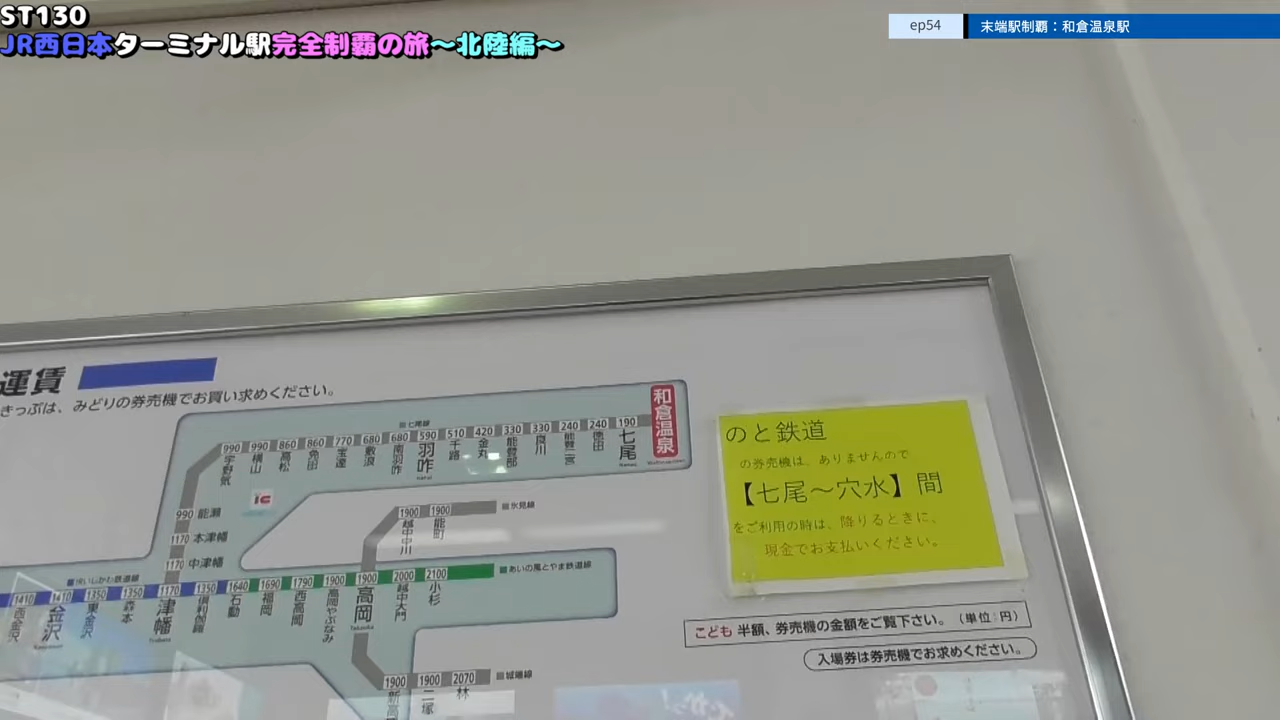 ST130
JR西日本ターミナル駅完全制覇の旅～北陸編～
ep54
末端駅制覇：和倉温泉駅
運賃
きっぷは、みどりの券売機でお買い求めください。
七尾線
和倉温泉
190 七尾
240 徳田
240 能登二宮
330 良川
330 能登部
420 金丸
510 千路
590 羽咋
680 南羽咋
680 敷浪
770 宝達
860 免田
860 高松
990 横山
990 宇野気
990 能瀬
1170 本津幡
1170 中津幡
IC
氷見線
1900 越中中川
1900 能町
IRいしかわ鉄道線
あいの風とやま鉄道線
1410 西金沢
1410 金沢
1350 東金沢
1350 森本
1170 津幡
1350 倶利伽羅
1640 石動
1690 福岡
1790 西高岡
1900 高岡やぶなみ
1900 高岡
2000 越中大門
2100 小杉
城端線
1900 新高
1900 二塚
2070 林
のと鉄道
の券売機は、ありませんので
【七尾～穴水】間
をご利用の時は、降りるときに、
現金でお支払いください。
こども 半額、券売機の金額をご覧下さい。（単位：円）
入場券は券売機でお求めください。